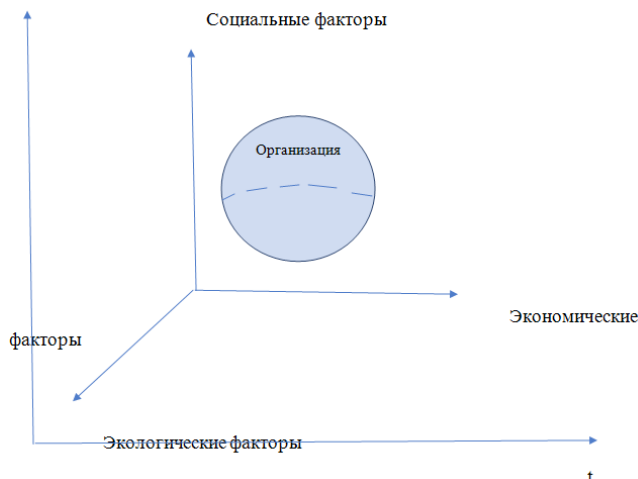 Социальные факторы
Организация
Экономические
факторы
Экологические факторы
t